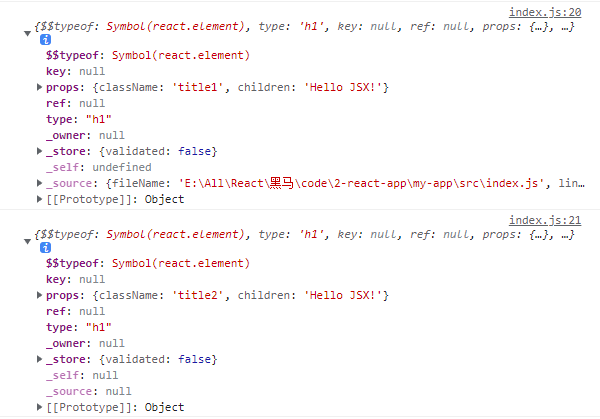 index.js:20
{$$typeof: Symbol(react.element), type: 'h1', key: null, ref: null, props: {…}, …}
i
$$typeof: Symbol(react.element)
key: null
props: {className: 'title1', children: 'Hello JSX!'}
ref: null
type: "h1"
_owner: null
_store: {validated: false}
_self: undefined
_source: {fileName: 'E:\All\React\黑马\code\2-react-app\my-app\src\index.js', lin…
[[Prototype]]: Object
index.js:21
{$$typeof: Symbol(react.element), type: 'h1', key: null, ref: null, props: {…}, …}
i
$$typeof: Symbol(react.element)
key: null
props: {className: 'title2', children: 'Hello JSX!'}
ref: null
type: "h1"
_owner: null
_store: {validated: false}
_self: null
_source: null
[[Prototype]]: Object